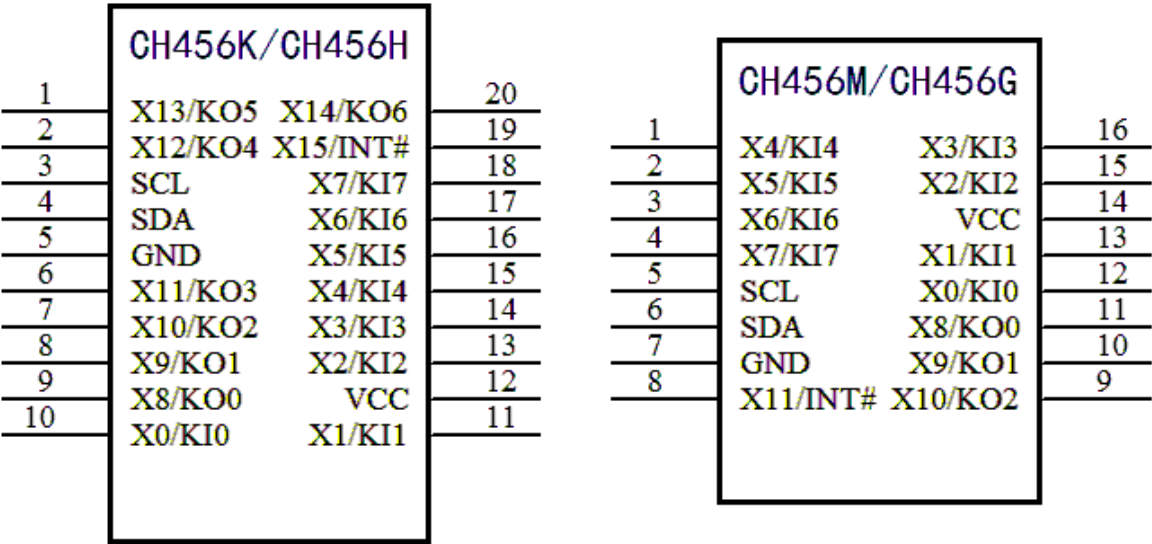 CH456K/CH456H
1 X13/KO5 X14/KO6 20
2 X12/KO4 X15/INT# 19
3 SCL X7/KI7 18
4 SDA X6/KI6 17
5 GND X5/KI5 16
6 X11/KO3 X4/KI4 15
7 X10/KO2 X3/KI3 14
8 X9/KO1 X2/KI2 13
9 X8/KO0 VCC 12
10 X0/KI0 X1/KI1 11
CH456M/CH456G
1 X4/KI4 X3/KI3 16
2 X5/KI5 X2/KI2 15
3 X6/KI6 VCC 14
4 X7/KI7 X1/KI1 13
5 SCL X0/KI0 12
6 SDA X8/KO0 11
7 GND X9/KO1 10
8 X11/INT# X10/KO2 9